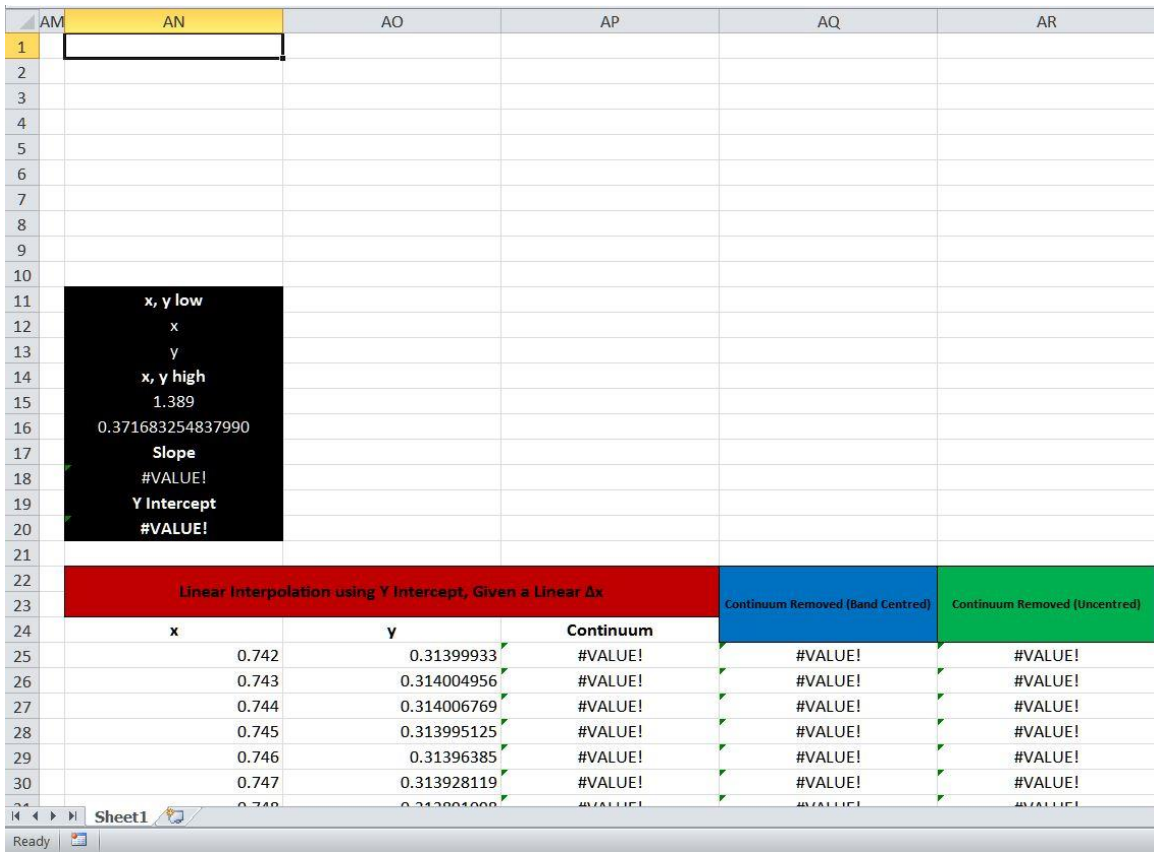 AM AN AO AP AQ AR
1
2
3
4
5
6
7
8
9
10
11 x, y low
12 x
13 y
14 x, y high
15 1.389
16 0.371683254837990
17 Slope
18 #VALUE!
19 Y Intercept
20 #VALUE!
21
22
Linear Interpolation using Y Intercept, Given a Linear Δx Continuum Removed (Band Centred) Continuum Removed (Uncentred)
23
24 x y Continuum
25 0.742 0.31399933 #VALUE! #VALUE! #VALUE!
26 0.743 0.314004956 #VALUE! #VALUE! #VALUE!
27 0.744 0.314006769 #VALUE! #VALUE! #VALUE!
28 0.745 0.313995125 #VALUE! #VALUE! #VALUE!
29 0.746 0.31396385 #VALUE! #VALUE! #VALUE!
30 0.747 0.313928119 #VALUE! #VALUE! #VALUE!
0.748 #VALUE! #VALUE! #VALUE!
Sheet1
Ready